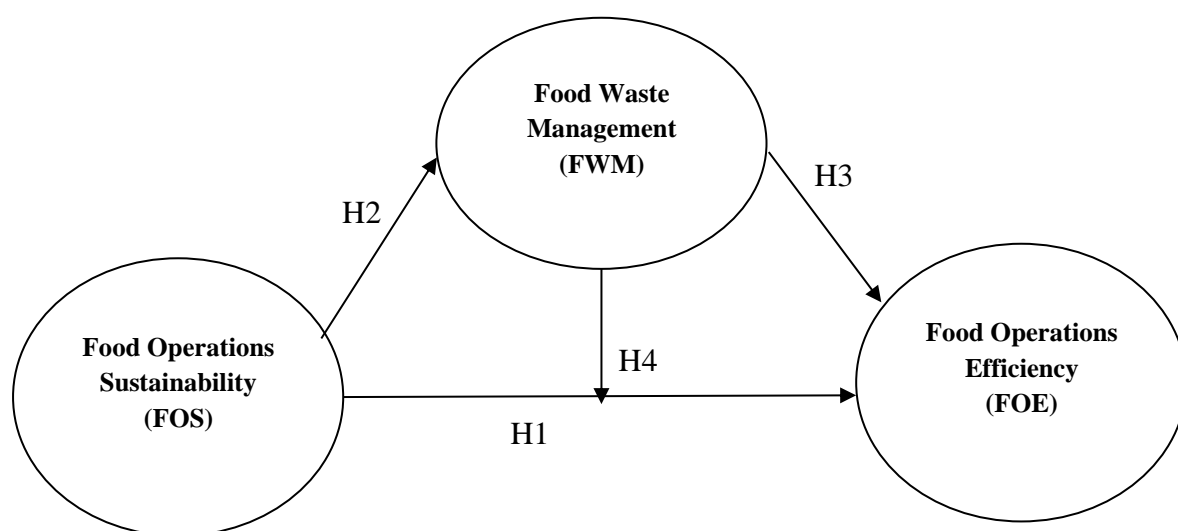 Food Waste
Management
(FWM)
H3
H2
Food Operations
Sustainability
(FOS)
Food Operations
Efficiency
(FOE)
H4
H1